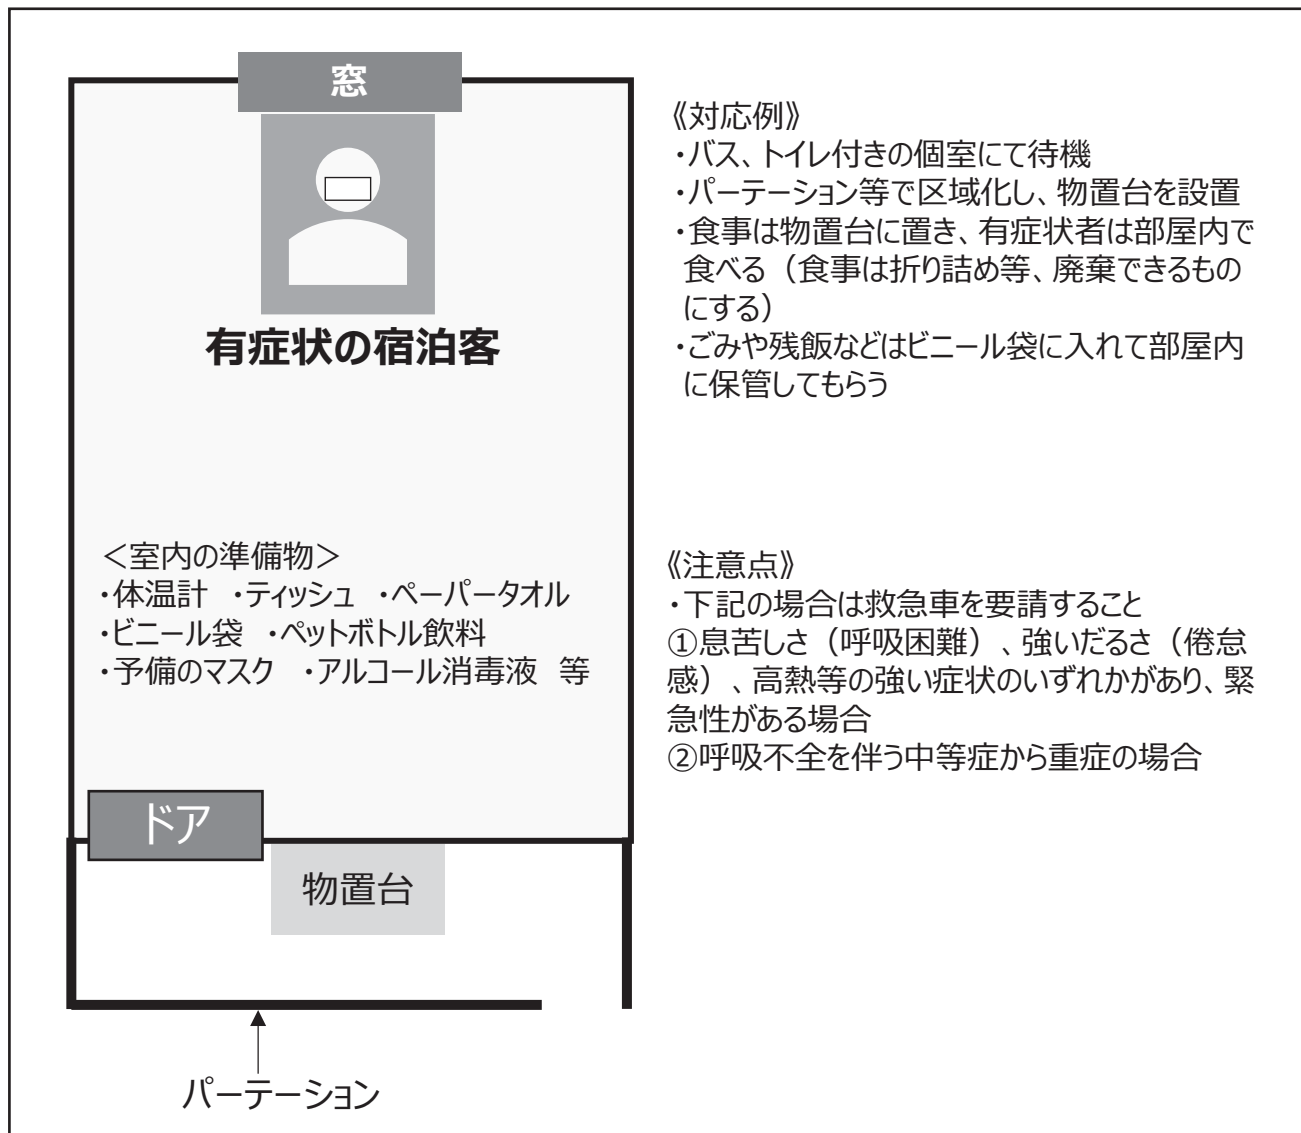 窓
有症状の宿泊客
＜室内の準備物＞
・体温計　・ティッシュ　・ペーパータオル
・ビニール袋　・ペットボトル飲料
・予備のマスク　・アルコール消毒液　等
ドア
物置台
パーテーション
《対応例》
・バス、トイレ付きの個室にて待機
・パーテーション等で区域化し、物置台を設置
・食事は物置台に置き、有症状者は部屋内で
食べる（食事は折り詰め等、廃棄できるもの
にする）
・ごみや残飯などはビニール袋に入れて部屋内
に保管してもらう
《注意点》
・下記の場合は救急車を要請すること
①息苦しさ（呼吸困難）、強いだるさ（倦怠
感）、高熱等の強い症状のいずれかがあり、緊
急性がある場合
②呼吸不全を伴う中等症から重症の場合